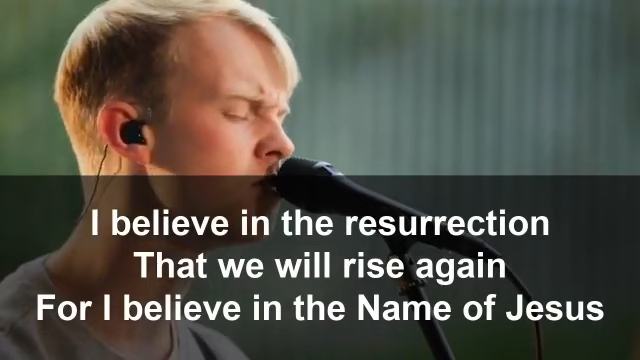 I believe in the resurrection
That we will rise again
For I believe in the Name of Jesus